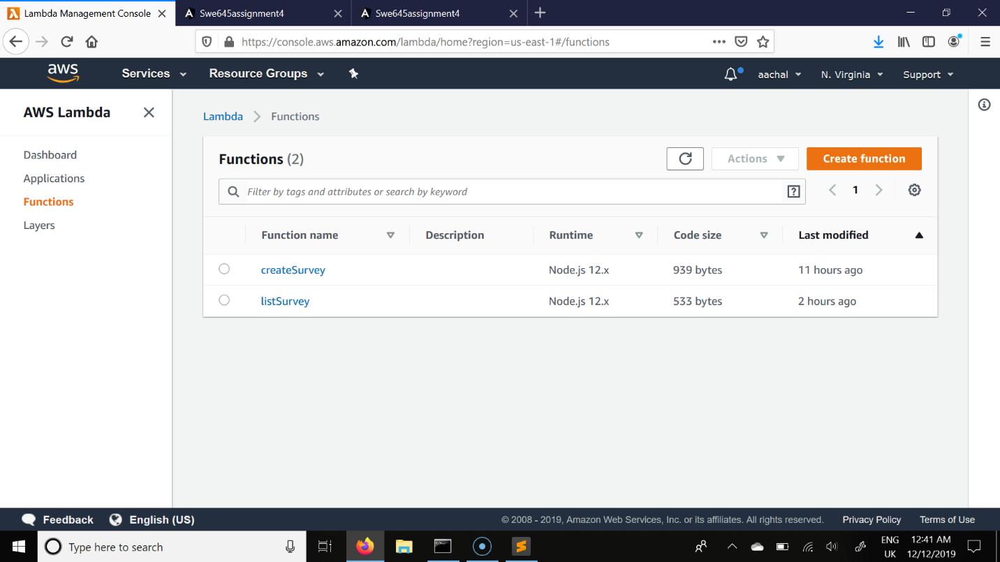 Lambda Management Console
Swe645assignment4
Swe645assignment4
https://console.aws.amazon.com/lambda/home?region=us-east-1#/functions
aws
Services
Resource Groups
aachal
N. Virginia
Support
AWS Lambda
Dashboard
Applications
Functions
Layers
Lambda
Functions
Functions (2)
Actions
Create function
Filter by tags and attributes or search by keyword
1
Function name
Description
Runtime
Code size
Last modified
createSurvey
Node.js 12.x
939 bytes
11 hours ago
listSurvey
Node.js 12.x
533 bytes
2 hours ago
Feedback
English (US)
© 2008 - 2019, Amazon Web Services, Inc. or its affiliates. All rights reserved.
Privacy Policy
Terms of Use
Type here to search
ENG
UK
12:41 AM
12/12/2019